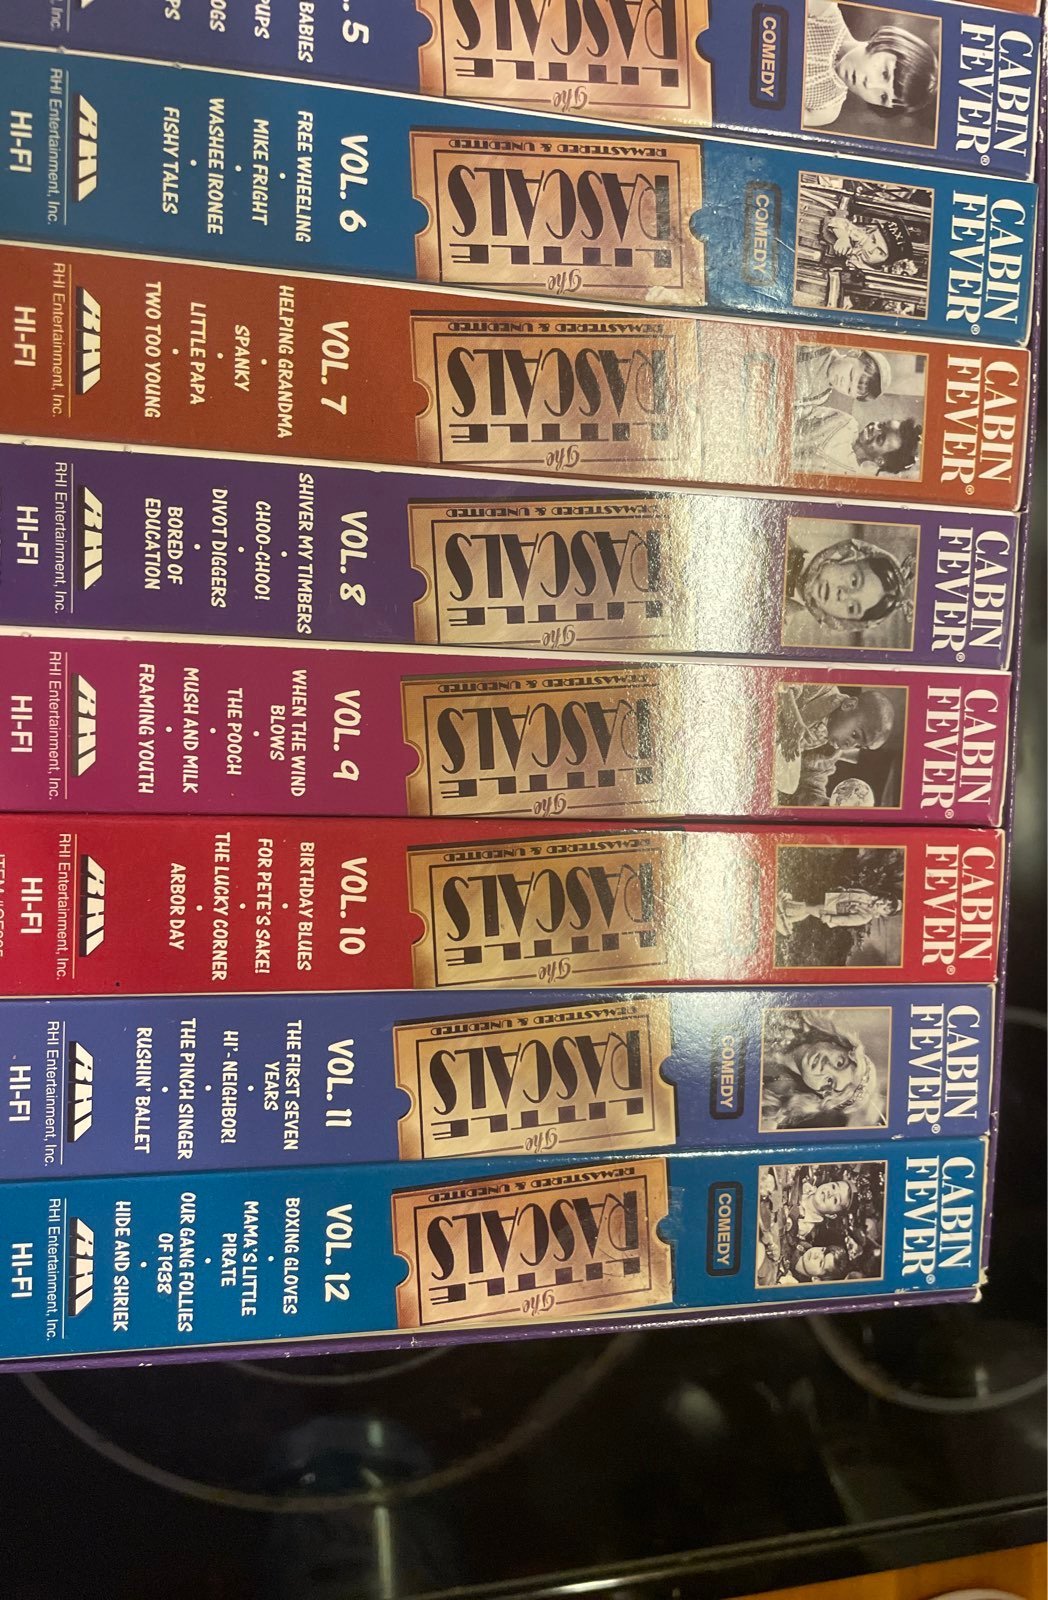 CABIN
FEVER®
COMEDY
The
LITTLE
RASCALS
. 5
BABIES
PUPS
OGS
PS
Inc.
CABIN
FEVER®
COMEDY
The
LITTLE
RASCALS
REMASTERED & UNEDITED
VOL. 6
FREE WHEELING
•
MIKE FRIGHT
•
WASHEE IRONEE
•
FISHY TALES
RHI
RHI Entertainment, Inc.
HI-FI
CABIN
FEVER®
The
LITTLE
RASCALS
REMASTERED & UNEDITED
VOL. 7
HELPING GRANDMA
•
SPANKY
•
LITTLE PAPA
•
TWO TOO YOUNG
RHI
RHI Entertainment, Inc.
HI-FI
CABIN
FEVER®
The
LITTLE
RASCALS
REMASTERED & UNEDITED
VOL. 8
SHIVER MY TIMBERS
•
CHOO-CHOO!
•
DIVOT DIGGERS
•
BORED OF
EDUCATION
RHI
RHI Entertainment, Inc.
HI-FI
CABIN
FEVER®
The
LITTLE
RASCALS
REMASTERED & UNEDITED
VOL. 9
WHEN THE WIND
BLOWS
•
THE POOCH
•
MUSH AND MILK
•
FRAMING YOUTH
RHI
RHI Entertainment, Inc.
HI-FI
CABIN
FEVER®
The
LITTLE
RASCALS
REMASTERED & UNEDITED
VOL. 10
BIRTHDAY BLUES
•
FOR PETE'S SAKE!
•
THE LUCKY CORNER
•
ARBOR DAY
RHI
RHI Entertainment, Inc.
HI-FI
CABIN
FEVER®
COMEDY
The
LITTLE
RASCALS
REMASTERED & UNEDITED
VOL. 11
THE FIRST SEVEN
YEARS
•
HI'-NEIGHBOR!
•
THE PINCH SINGER
•
RUSHIN' BALLET
RHI
RHI Entertainment, Inc.
HI-FI
CABIN
FEVER®
COMEDY
The
LITTLE
RASCALS
REMASTERED & UNEDITED
VOL. 12
BOXING GLOVES
•
MAMA'S LITTLE
PIRATE
•
OUR GANG FOLLIES
OF 1938
•
HIDE AND SHRIEK
RHI
RHI Entertainment, Inc.
HI-FI